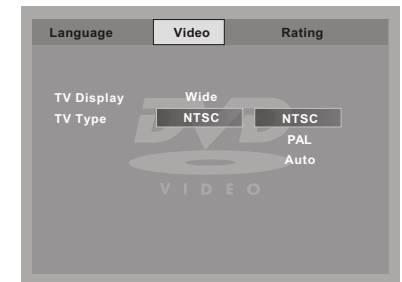 Language Video Rating
TV Display Wide
TV Type NTSC NTSC
PAL
Auto
DVD
VIDEO